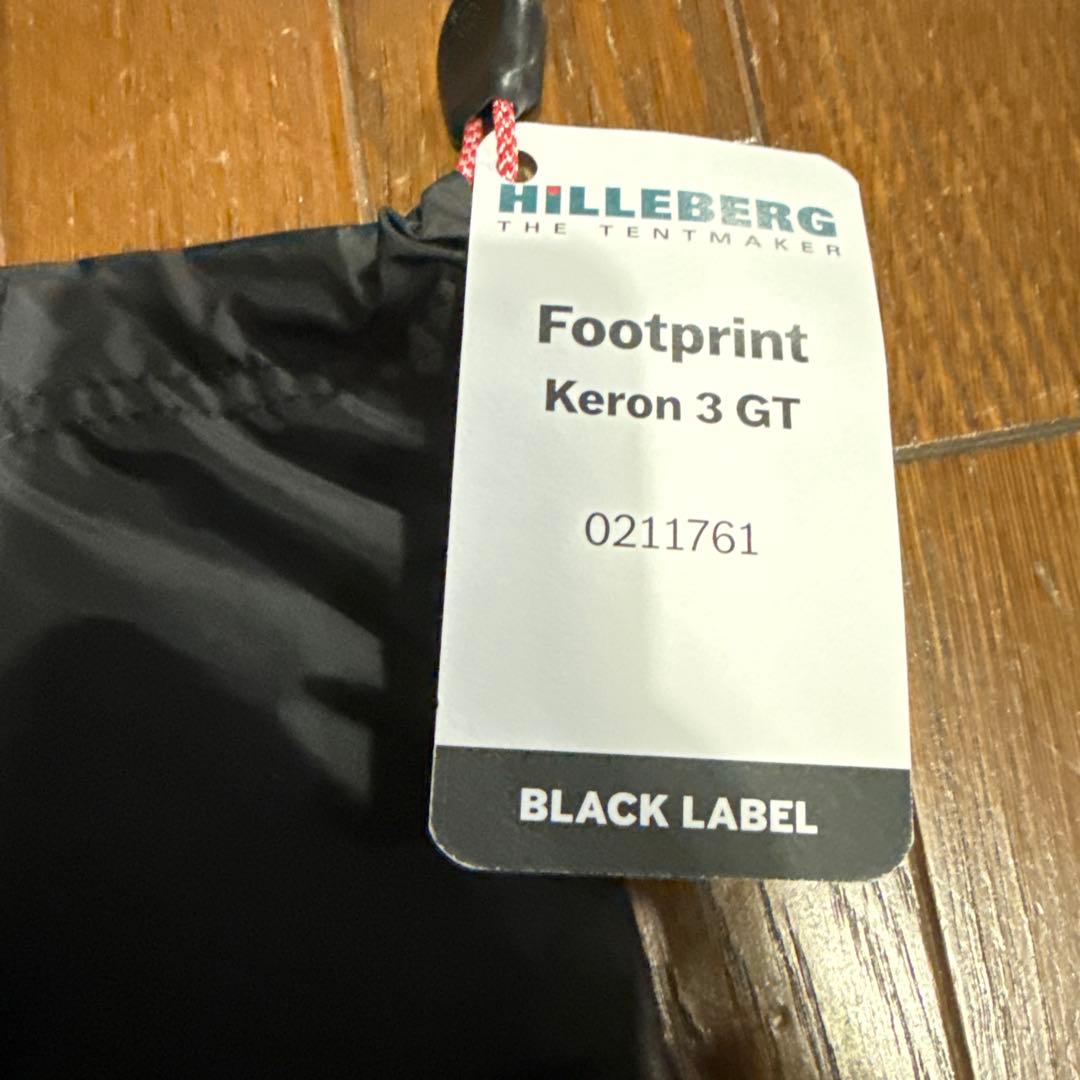 HILLEBERG
THE TENTMAKER
Footprint
Keron 3 GT
0211761
BLACK LABEL